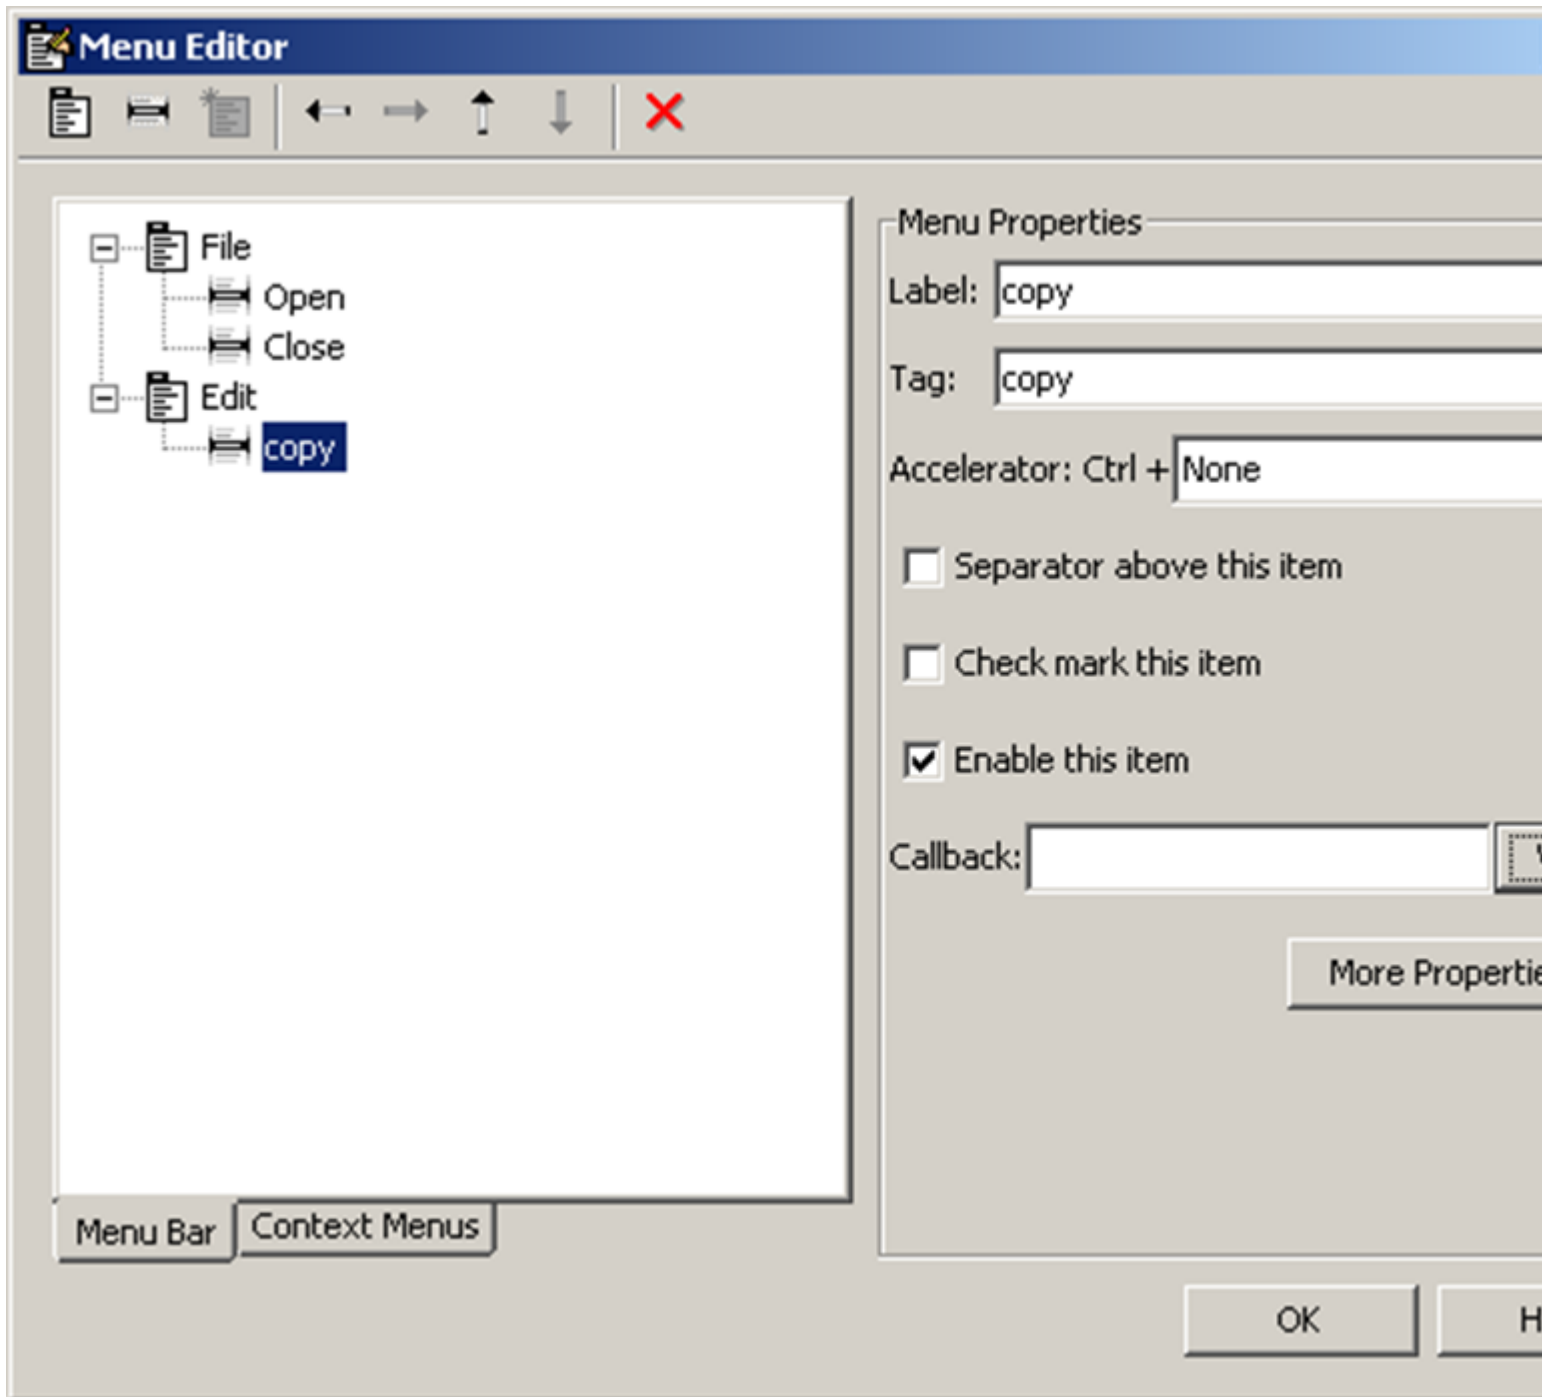 Menu Editor
File
Open
Close
Edit
copy
Menu Bar
Context Menus
Menu Properties
Label: copy
Tag: copy
Accelerator: Ctrl + None
Separator above this item
Check mark this item
Enable this item
Callback:
More
OK